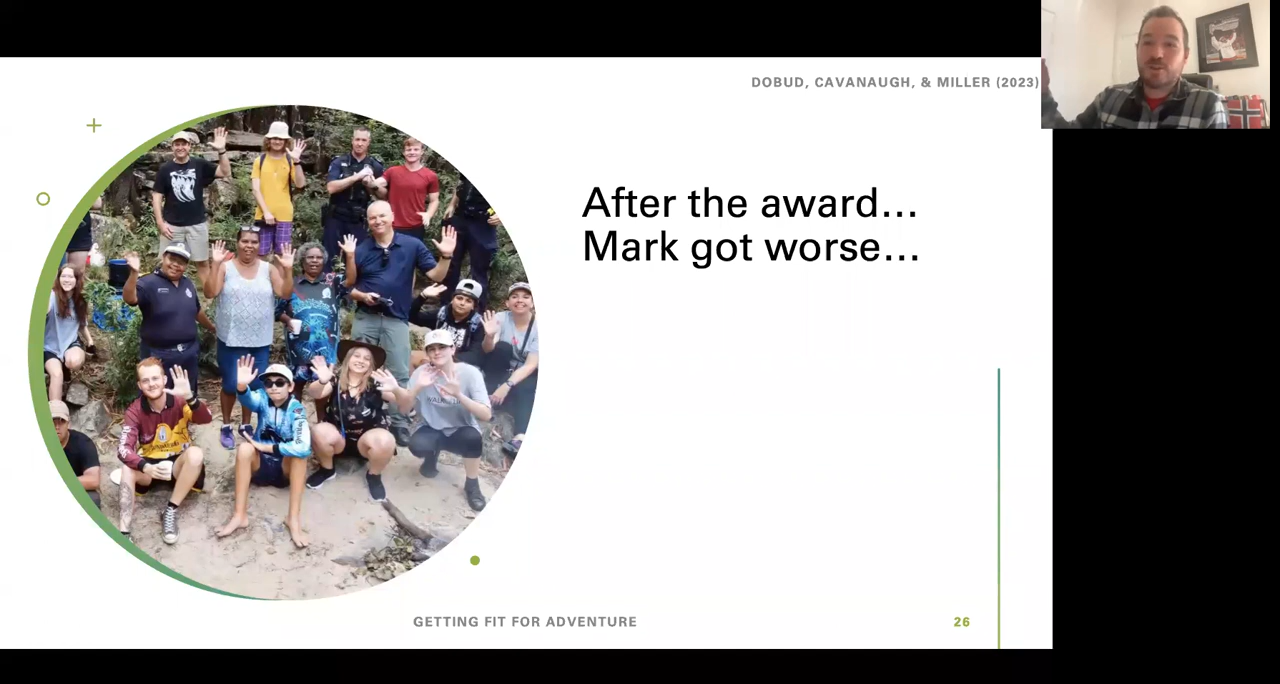 DOBUD, CAVANAUGH, & MILLER (2023)
After the award...
Mark got worse...
GETTING FIT FOR ADVENTURE
26